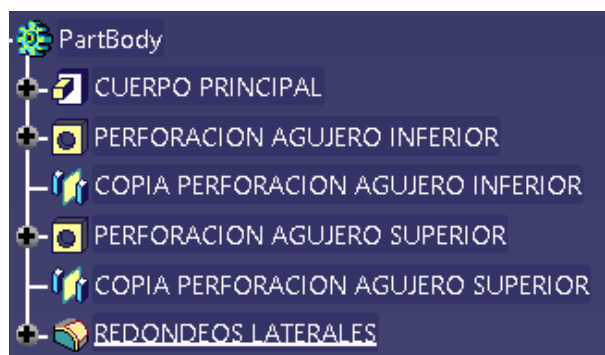 PartBody
CUERPO PRINCIPAL
PERFORACION AGUJERO INFERIOR
COPIA PERFORACION AGUJERO INFERIOR
PERFORACION AGUJERO SUPERIOR
COPIA PERFORACION AGUJERO SUPERIOR
REDONDEOS LATERALES